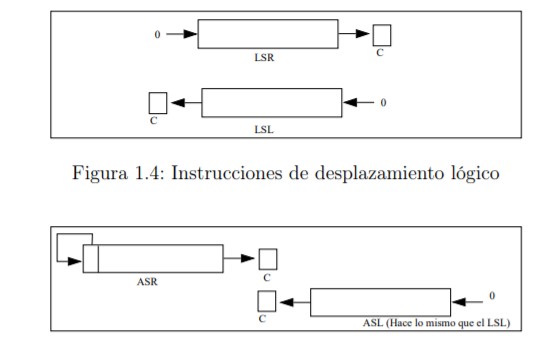 0
C
LSR
0
C
LSL
Figura 1.4: Instrucciones de desplazamiento lógico
ASR
C
0
C
ASL (Hace lo mismo que el LSL)